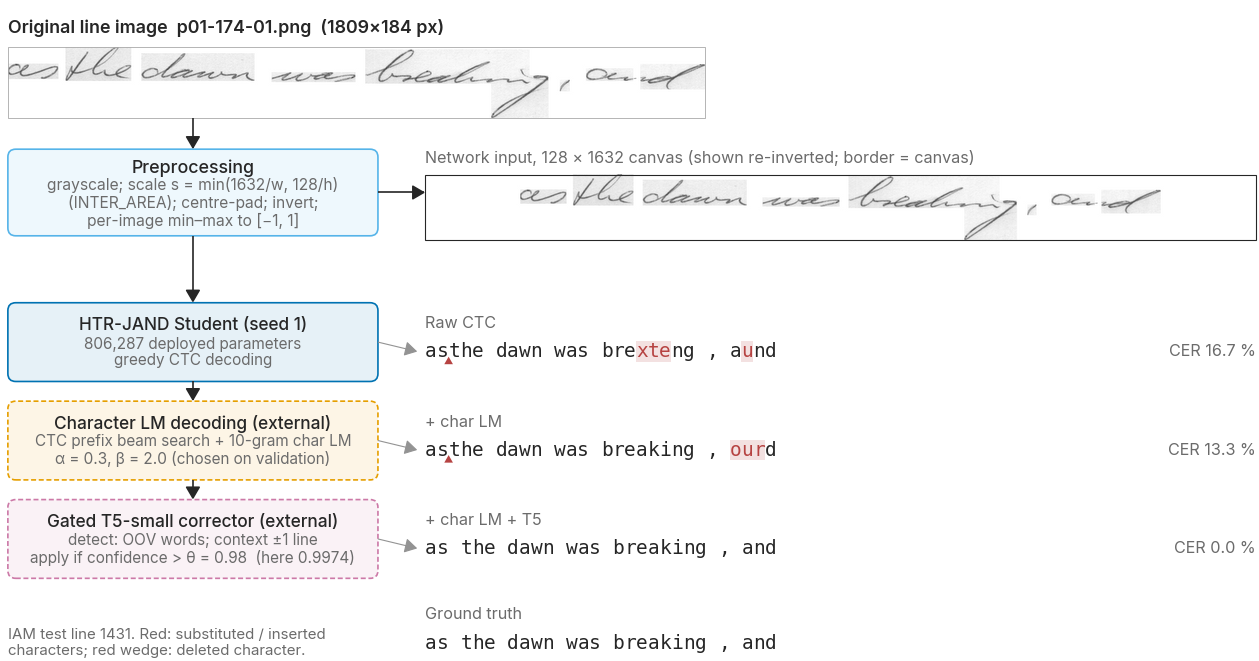 Original line image p01-174-01.png (1809×184 px)
as the dawn was breaking, and
Preprocessing
grayscale; scale s = min(1632/w, 128/h)
(INTER_AREA); centre-pad; invert;
per-image min–max to [−1, 1]
Network input, 128 × 1632 canvas (shown re-inverted; border = canvas)
as the dawn was breaking, and
HTR-JAND Student (seed 1)
806,287 deployed parameters
greedy CTC decoding
Raw CTC
asthe dawn was brexteng , aund
CER 16.7 %
Character LM decoding (external)
CTC prefix beam search + 10-gram char LM
α = 0.3, β = 2.0 (chosen on validation)
+ char LM
asthe dawn was breaking , ourd
CER 13.3 %
Gated T5-small corrector (external)
detect: OOV words; context ±1 line
apply if confidence > θ = 0.98 (here 0.9974)
+ char LM + T5
as the dawn was breaking , and
CER 0.0 %
Ground truth
as the dawn was breaking , and
IAM test line 1431. Red: substituted / inserted
characters; red wedge: deleted character.